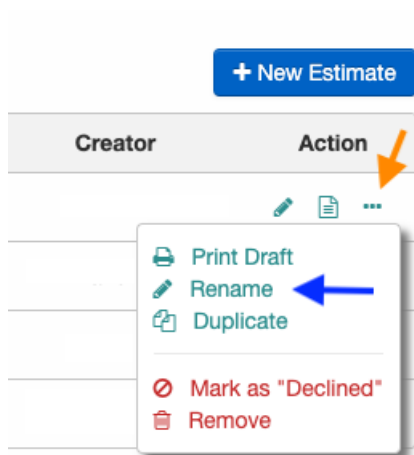 + New Estimate
Creator Action
Print Draft
Rename
Duplicate
Mark as "Declined"
Remove